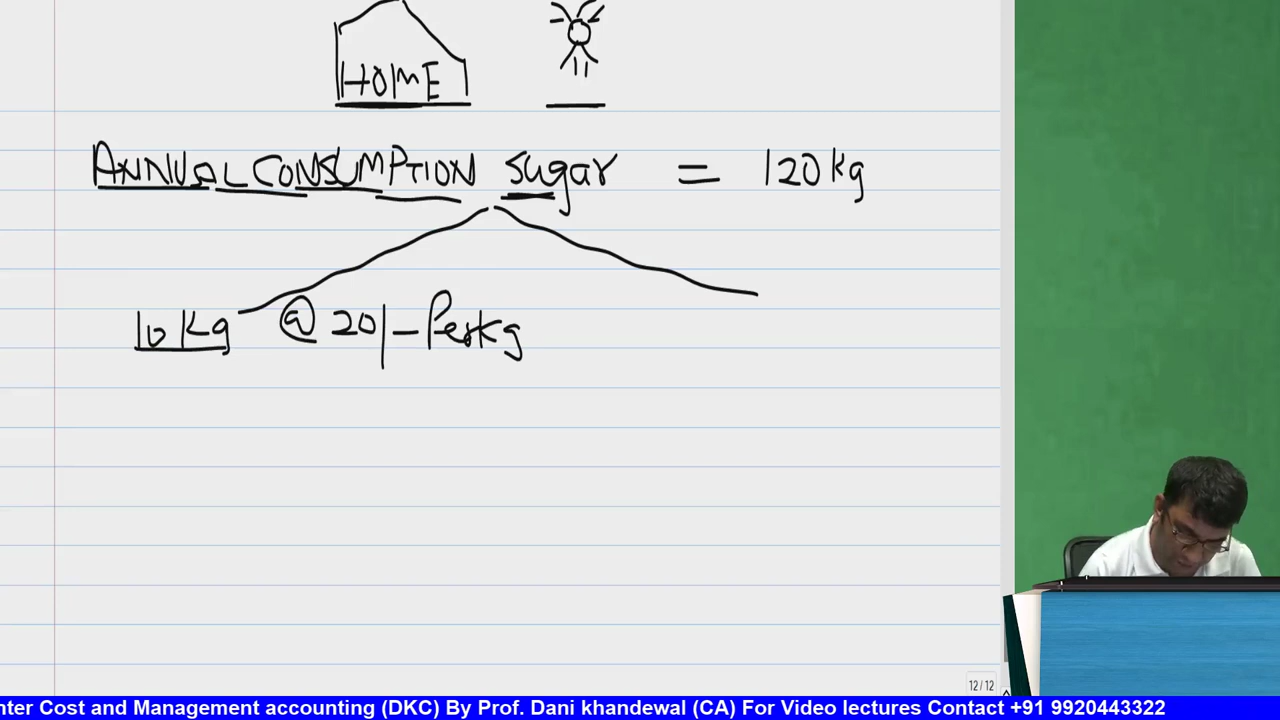 HOME
ANNUAL CONSUMPTION sugar = 120 kg
10 Kg @ 20/- Per kg
12/12
nter Cost and Management accounting (DKC) By Prof. Dani khandewal (CA) For Video lectures Contact +91 9920443322